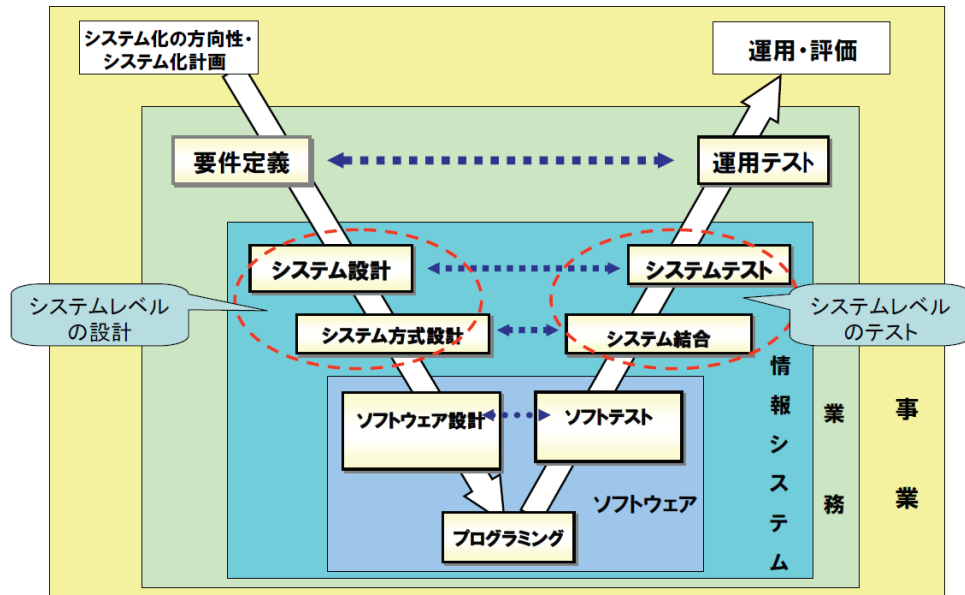 システム化の方向性・
システム化計画
運用・評価
要件定義
運用テスト
システム設計
システムテスト
システムレベル
の設計
システムレベル
のテスト
システム方式設計
システム結合
ソフトウェア設計
ソフトテスト
プログラミング
ソフトウェア
情報システム
業務
事業